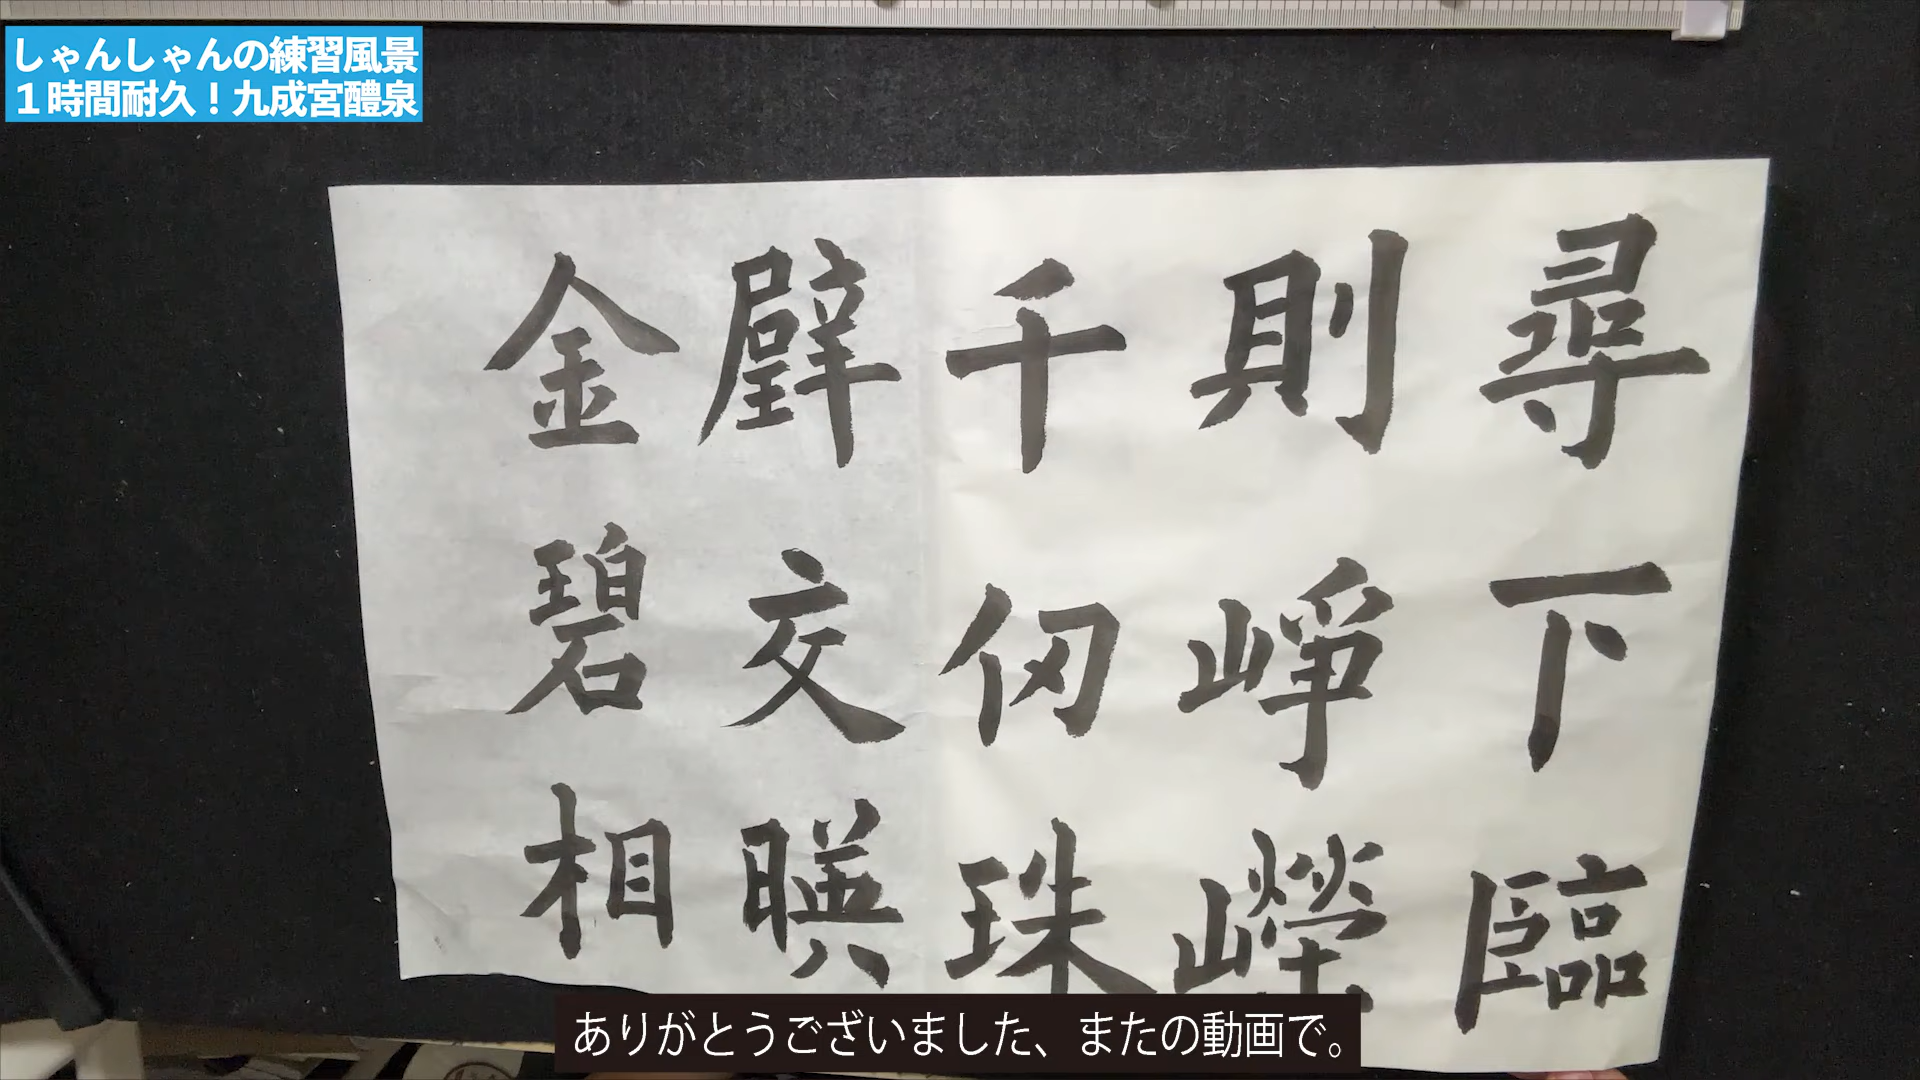 しゃんしゃんの練習風景
１時間耐久！九成宮醴泉
尋下臨
則崢嶸
千仞珠
璧交暎
金碧相
ありがとうございました、またの動画で。